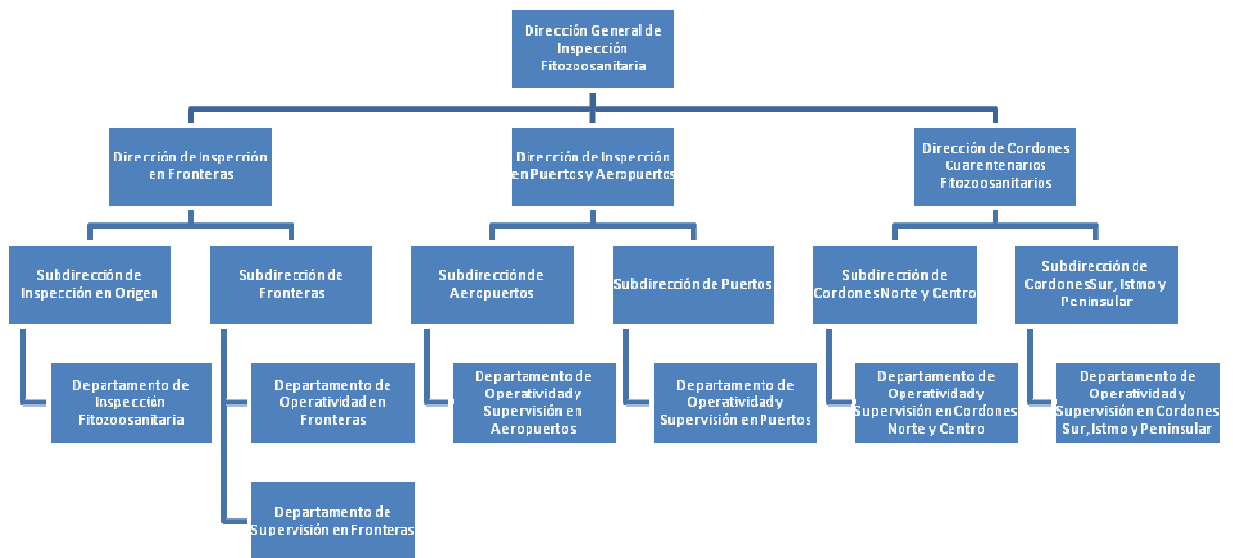 Dirección General de
Inspección
Fitozoosanitaria
Dirección de Inspección
en Fronteras
Dirección de Inspección
en Puertos y Aeropuertos
Dirección de Cordones
Cuarentenarios
Fitozoosanitarios
Subdirección de
Inspección en Origen
Subdirección de
Fronteras
Subdirección de
Aeropuertos
Subdirección de Puertos
Subdirección de
Cordones Norte y Centro
Subdirección de
Cordones Sur, Istmo y
Peninsular
Departamento de
Inspección
Fitozoosanitaria
Departamento de
Operatividad en
Fronteras
Departamento de
Operatividad y
Supervisión en
Aeropuertos
Departamento de
Operatividad y
Supervisión en Puertos
Departamento de
Operatividad y
Supervisión en Cordones
Norte y Centro
Departamento de
Operatividad y
Supervisión en Cordones
Sur, Istmo y Peninsular
Departamento de
Supervisión en Fronteras